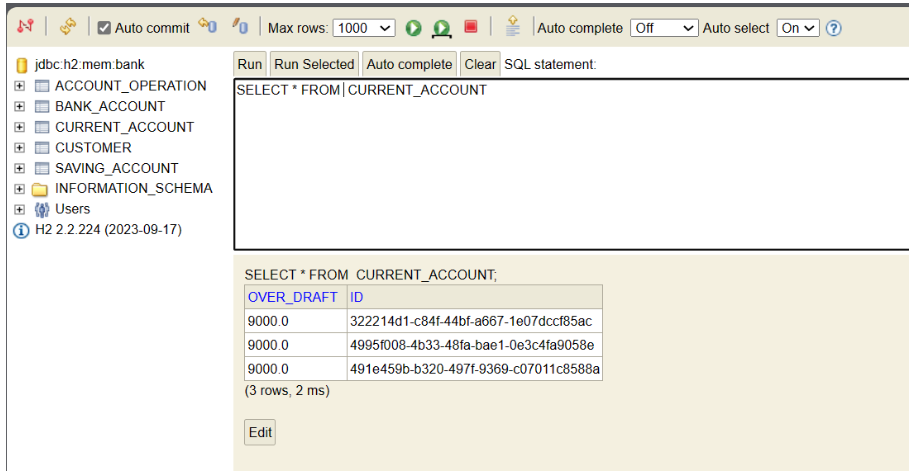 Auto commit Max rows: 1000 Auto complete Off Auto select On ?
jdbc:h2:mem:bank
ACCOUNT_OPERATION
BANK_ACCOUNT
CURRENT_ACCOUNT
CUSTOMER
SAVING_ACCOUNT
INFORMATION_SCHEMA
Users
H2 2.2.224 (2023-09-17)
Run Run Selected Auto complete Clear SQL statement:
SELECT * FROM CURRENT_ACCOUNT
SELECT * FROM  CURRENT_ACCOUNT;
OVER_DRAFT ID
9000.0 322214d1-c84f-44bf-a667-1e07dccf85ac
9000.0 4995f008-4b33-48fa-bae1-0e3c4fa9058e
9000.0 491e459b-b320-497f-9369-c07011c8588a
(3 rows, 2 ms)
Edit